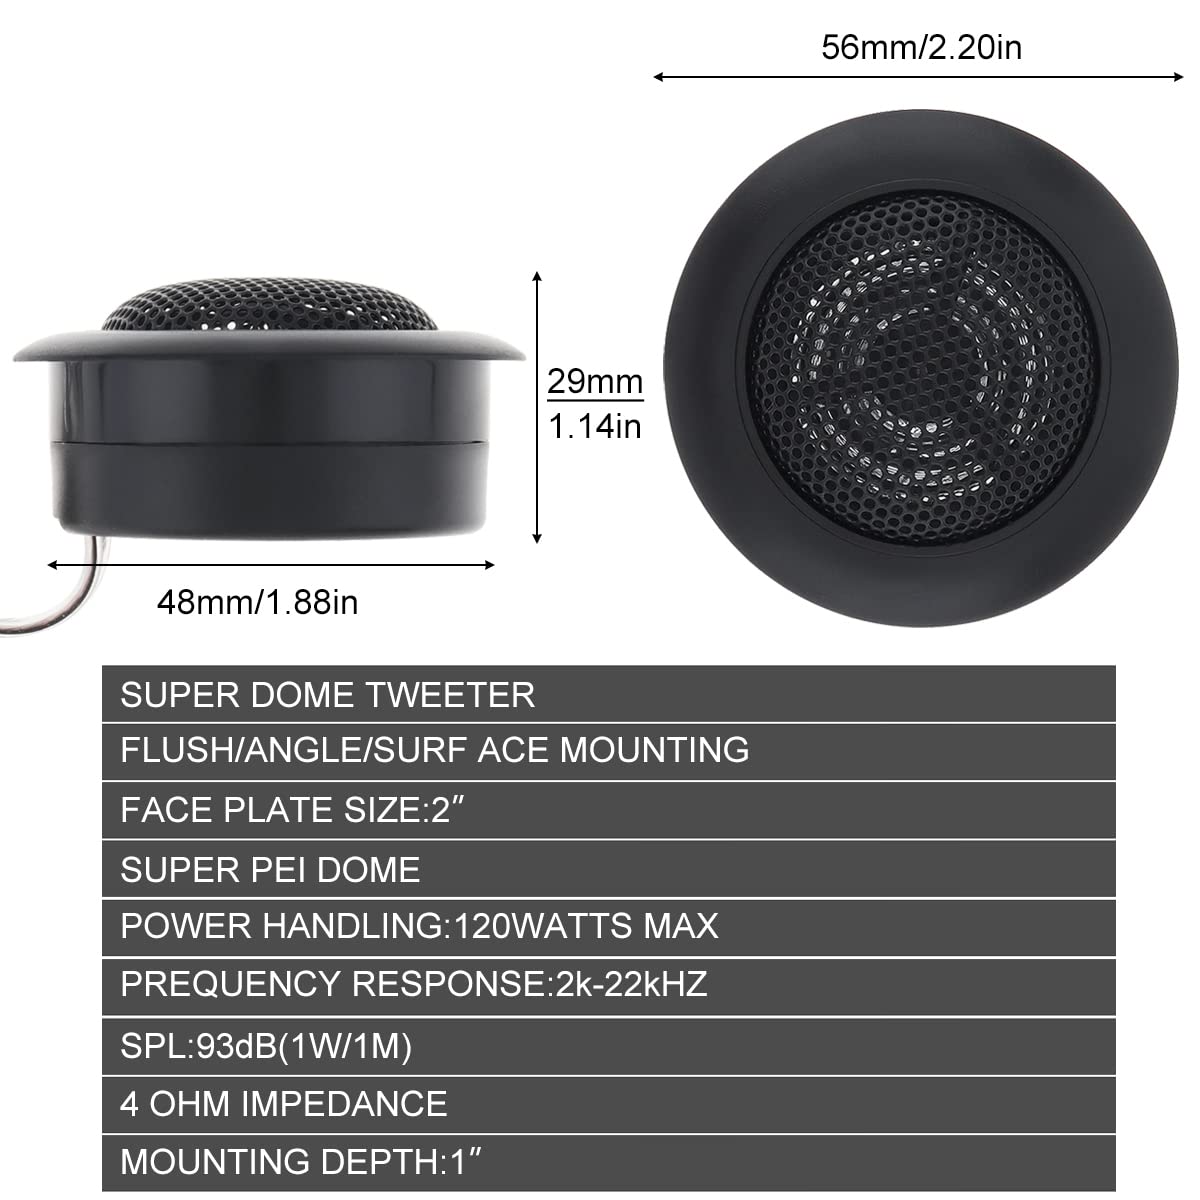 56mm/2.20in
29mm
1.14in
48mm/1.88in
SUPER DOME TWEETER
FLUSH/ANGLE/SURF ACE MOUNTING
FACE PLATE SIZE:2″
SUPER PEI DOME
POWER HANDLING:120WATTS MAX
PREQUENCY RESPONSE:2k-22kHZ
SPL:93dB(1W/1M)
4 OHM IMPEDANCE
MOUNTING DEPTH:1″